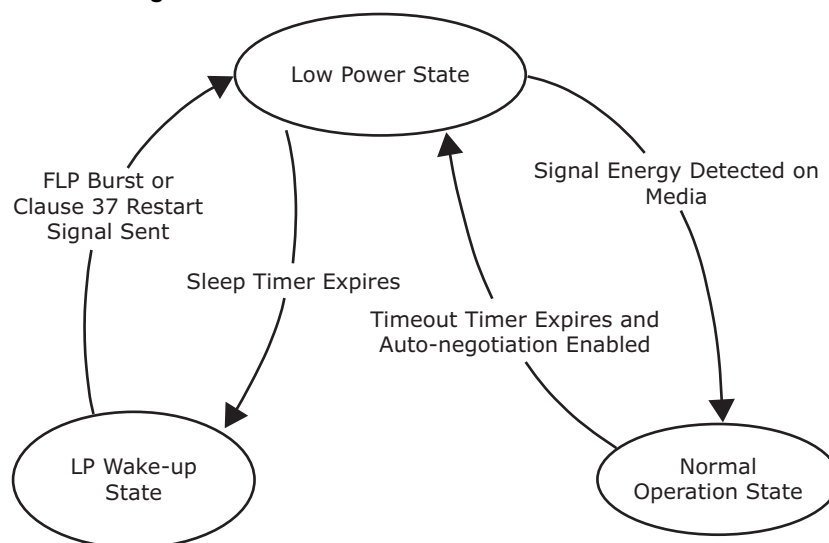 Low Power State
FLP Burst or
Clause 37 Restart
Signal Sent
Signal Energy Detected on
Media
Sleep Timer Expires
Timeout Timer Expires and
Auto-negotiation Enabled
LP Wake-up
State
Normal
Operation State